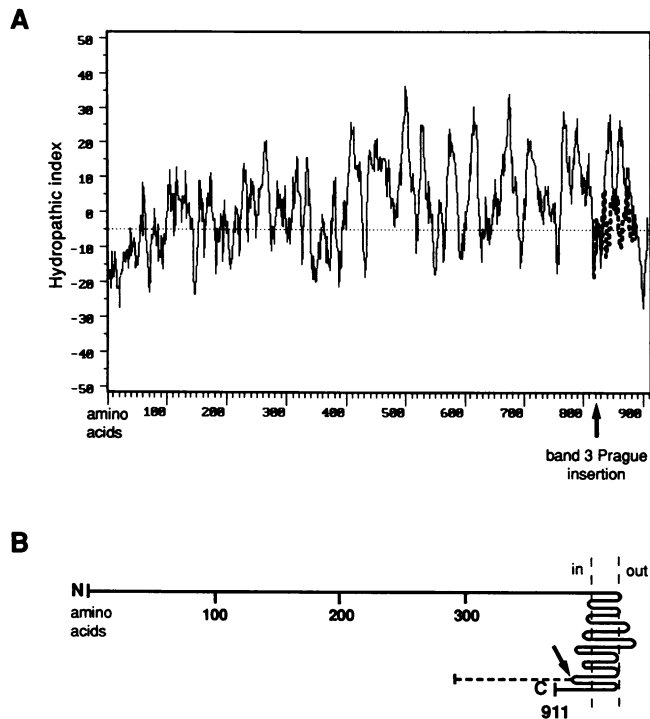 A
Hydropathic index
50
40
30
20
10
0
-10
-20
-30
-40
-50
amino acids
100 200 300 400 500 600 700 800 900
band 3 Prague
insertion
B
in out
N
amino acids
100 200 300
C
911